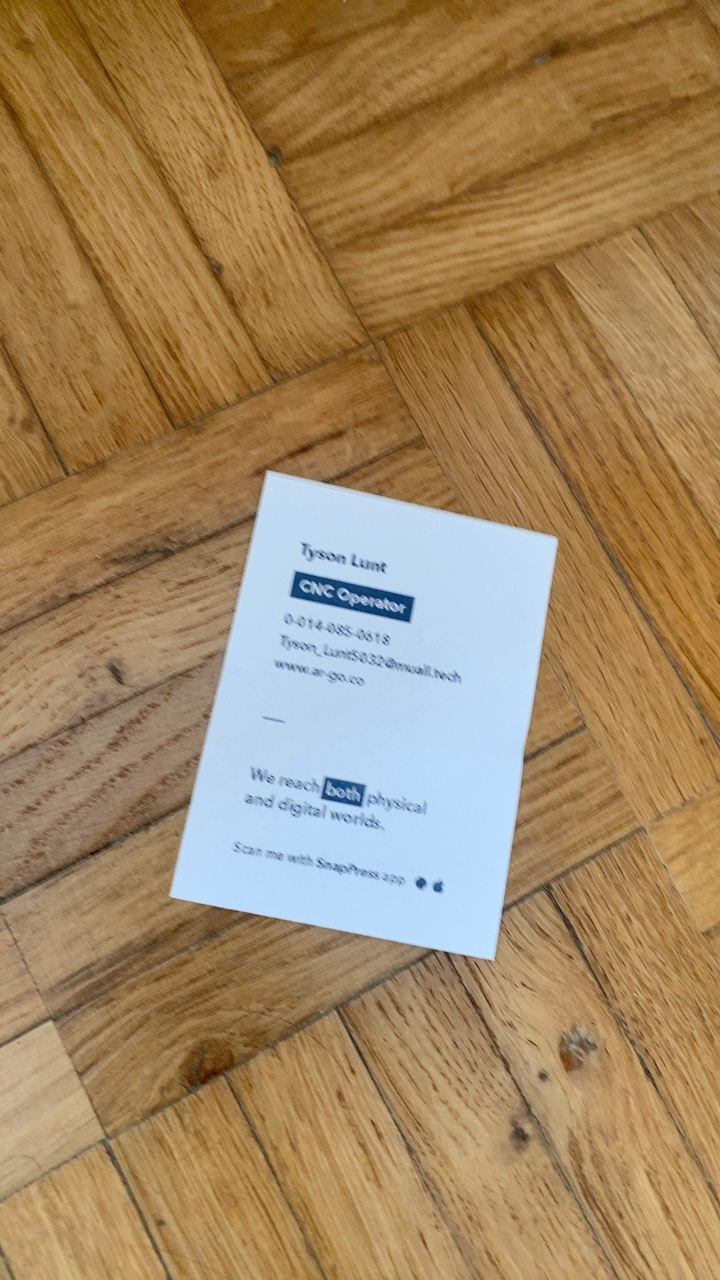 Tyson Lunt
CNC Operator
0-014-085-0618
Tyson_Lunt5032@muall.tech
www.ar-go.co
We reach both physical
and digital worlds.
Scan me with SnapPress app